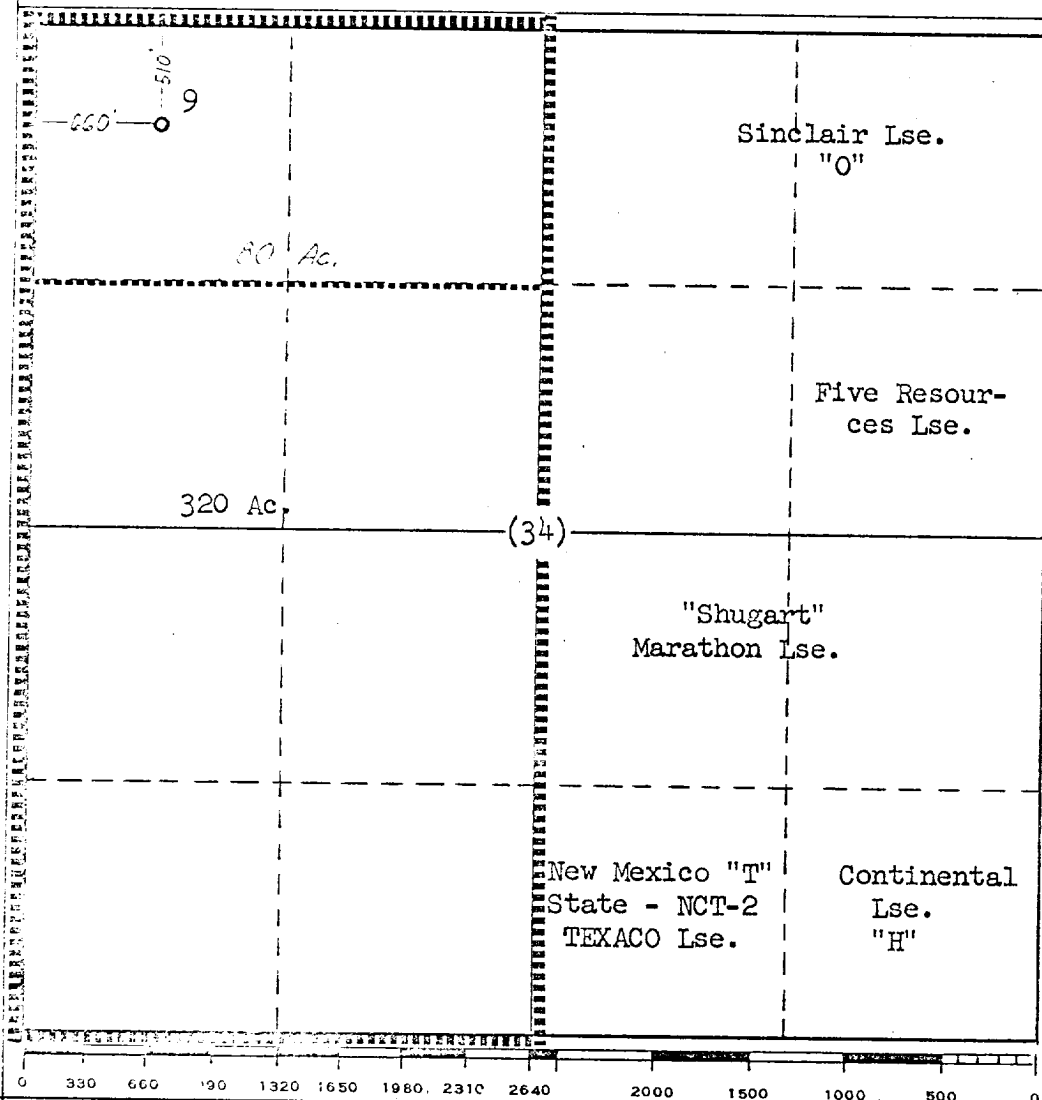 510'
660'
9
Sinclair Lse.
"O"
80 Ac.
Five Resour-
ces Lse.
320 Ac.
(34)
"Shugart"
Marathon Lse.
New Mexico "T"
State - NCT-2
TEXACO Lse.
Continental
Lse.
"H"
0 330 660 990 1320 1650 1980. 2310 2640 2000 1500 1000 500 0